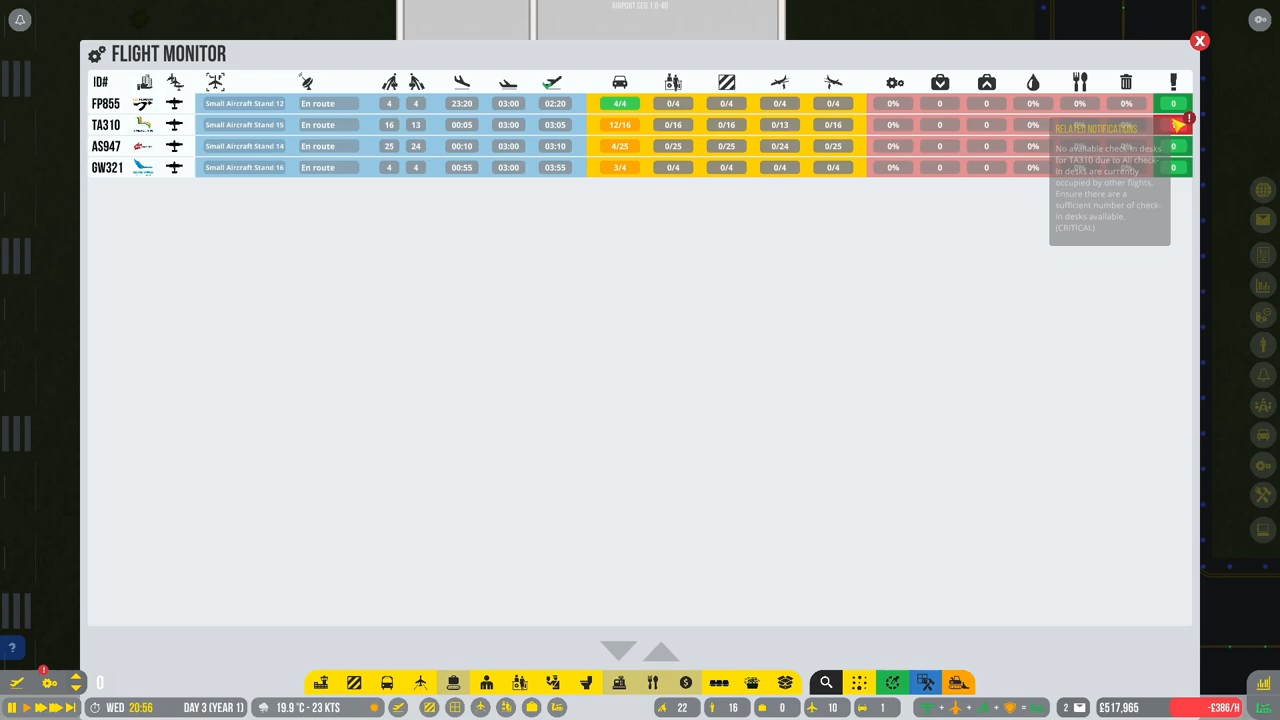 AIRPORT CEO 1.0-40
FLIGHT MONITOR
ID#
FP855 Small Aircraft Stand 12 En route 4 4 23:20 03:00 02:20 4/4 0/4 0/4 0/4 0/4 0% 0 0 0% 0% 0% 0
TA310 Small Aircraft Stand 15 En route 16 13 00:05 03:00 03:05 12/16 0/16 0/16 0/13 0/16 0% 0 0 0%
AS947 Small Aircraft Stand 14 En route 25 24 00:10 03:00 03:10 4/25 0/25 0/25 0/24 0/25 0% 0 0 0% 0
GW321 Small Aircraft Stand 16 En route 4 4 00:55 03:00 03:55 3/4 0/4 0/4 0/4 0/4 0% 0 0 0% 0
RELATED NOTIFICATIONS
No available check-in desks
for TA310 due to All check-
in desks are currently
occupied by other flights.
Ensure there are a
sufficient number of check-
in desks available.
(CRITICAL)
?
0
WED 20:56 DAY 3 (YEAR 1) 19.9°C - 23 KTS 22 16 0 10 1 2 £517,965 -£386/H